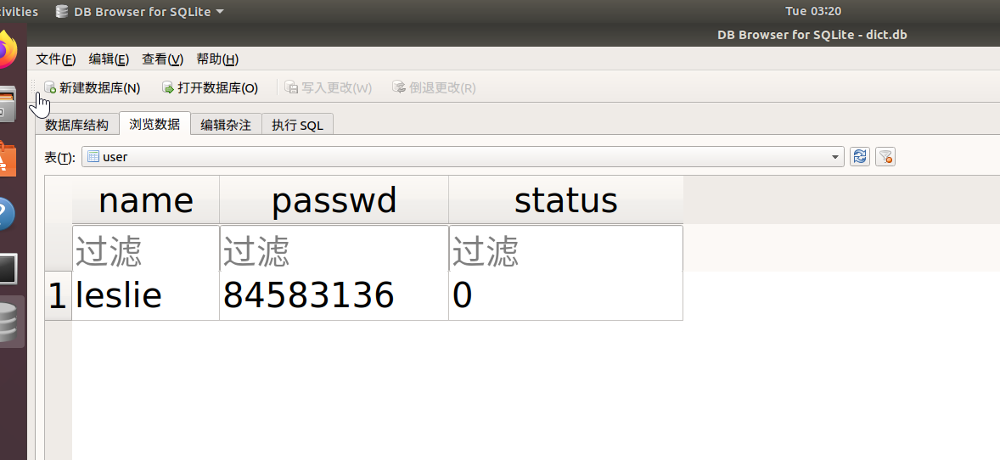 ivities DB Browser for SQLite Tue 03:20
DB Browser for SQLite - dict.db
文件(F) 编辑(E) 查看(V) 帮助(H)
新建数据库(N) 打开数据库(O) 写入更改(W) 倒退更改(R)
数据库结构 浏览数据 编辑杂注 执行 SQL
表(T): user
name passwd status
过滤 过滤 过滤
1 leslie 84583136 0